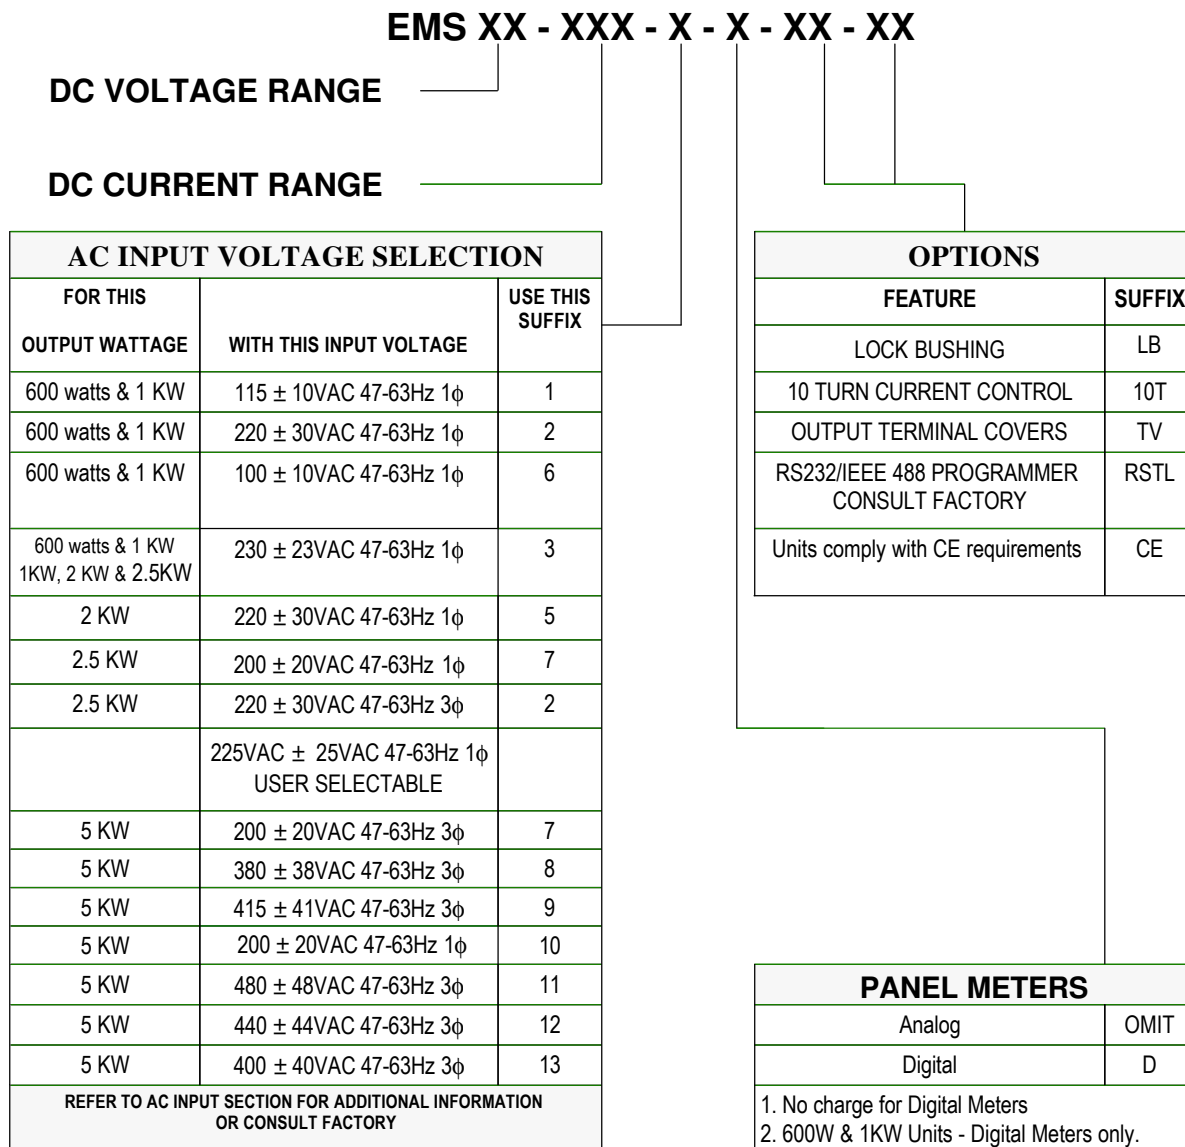 EMS XX - XXX - X - X - XX - XX
DC VOLTAGE RANGE
DC CURRENT RANGE
AC INPUT VOLTAGE SELECTION
FOR THIS
OUTPUT WATTAGE
WITH THIS INPUT VOLTAGE
USE THIS
SUFFIX
600 watts & 1 KW 115 ± 10VAC 47-63Hz 1ϕ 1
600 watts & 1 KW 220 ± 30VAC 47-63Hz 1ϕ 2
600 watts & 1 KW 100 ± 10VAC 47-63Hz 1ϕ 6
600 watts & 1 KW
1KW, 2 KW & 2.5KW
230 ± 23VAC 47-63Hz 1ϕ 3
2 KW 220 ± 30VAC 47-63Hz 1ϕ 5
2.5 KW 200 ± 20VAC 47-63Hz 1ϕ 7
2.5 KW 220 ± 30VAC 47-63Hz 3ϕ 2
225VAC ± 25VAC 47-63Hz 1ϕ
USER SELECTABLE
5 KW 200 ± 20VAC 47-63Hz 3ϕ 7
5 KW 380 ± 38VAC 47-63Hz 3ϕ 8
5 KW 415 ± 41VAC 47-63Hz 3ϕ 9
5 KW 200 ± 20VAC 47-63Hz 1ϕ 10
5 KW 480 ± 48VAC 47-63Hz 3ϕ 11
5 KW 440 ± 44VAC 47-63Hz 3ϕ 12
5 KW 400 ± 40VAC 47-63Hz 3ϕ 13
REFER TO AC INPUT SECTION FOR ADDITIONAL INFORMATION
OR CONSULT FACTORY
OPTIONS
FEATURE SUFFIX
LOCK BUSHING LB
10 TURN CURRENT CONTROL 10T
OUTPUT TERMINAL COVERS TV
RS232/IEEE 488 PROGRAMMER RSTL
CONSULT FACTORY
Units comply with CE requirements CE
PANEL METERS
Analog OMIT
Digital D
1. No charge for Digital Meters
2. 600W & 1KW Units - Digital Meters only.